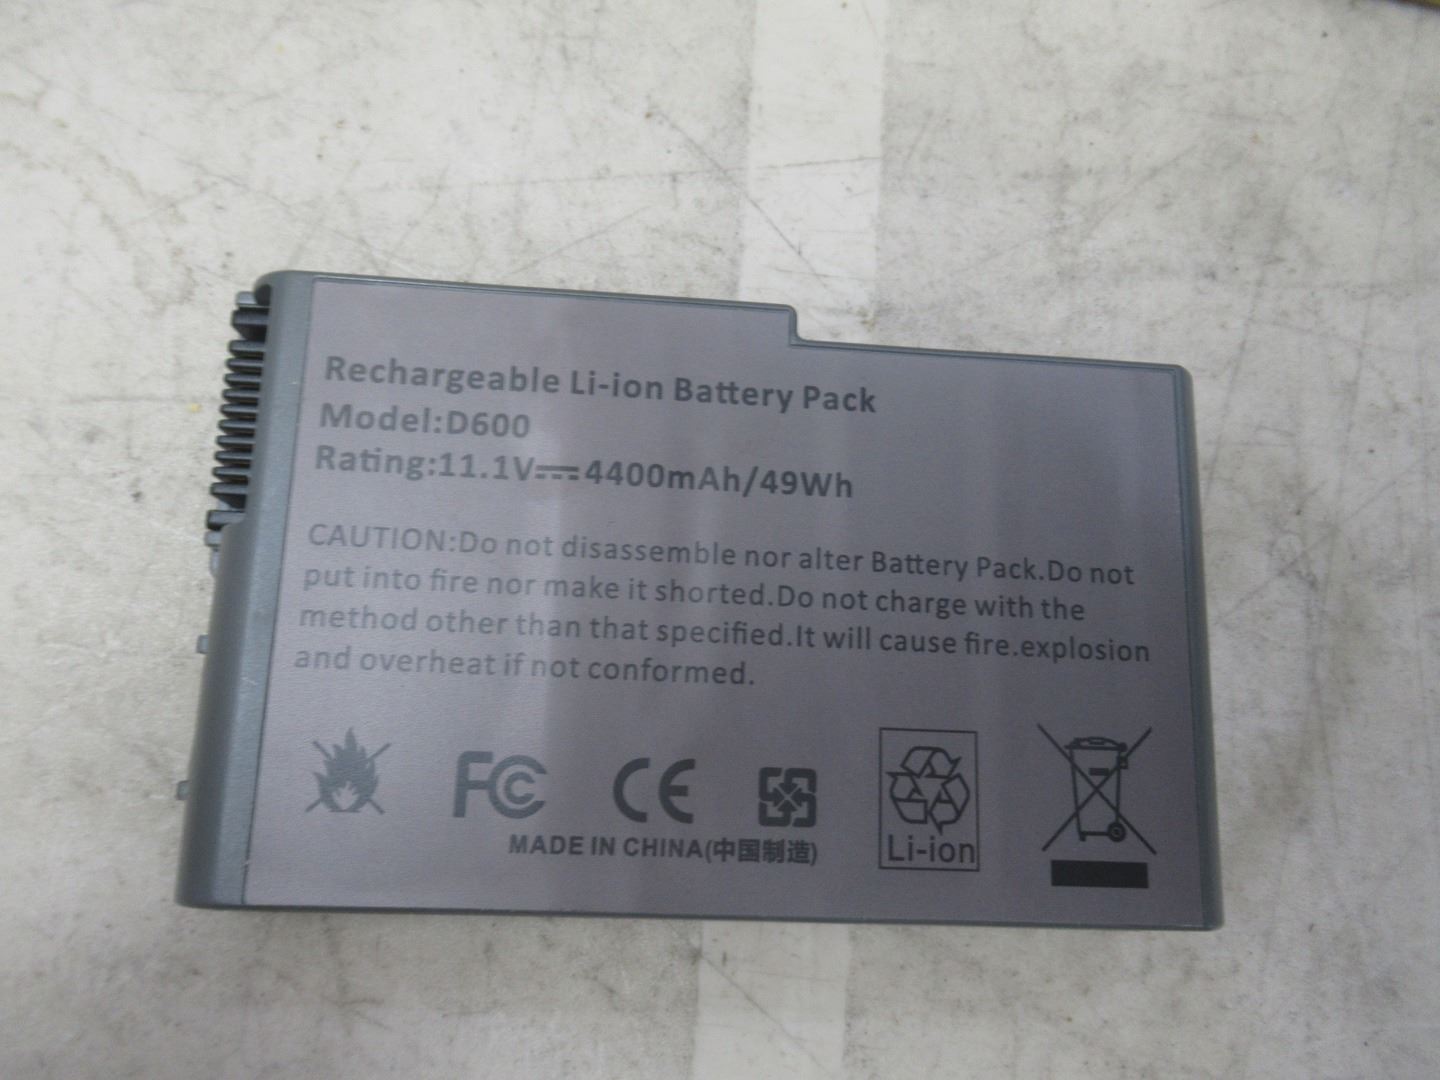 Rechargeable Li-ion Battery Pack
Model:D600
Rating:11.1V⎓4400mAh/49Wh
CAUTION:Do not disassemble nor alter Battery Pack.Do not
put into fire nor make it shorted.Do not charge with the
method other than that specified.It will cause fire.explosion
and overheat if not conformed.
FC CE
Li-ion
MADE IN CHINA(中国制造)